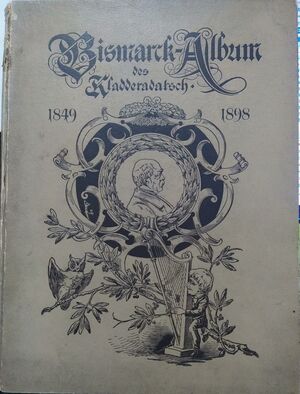 Bismarck-Album
des
Kladderadatsch.
1849 1898